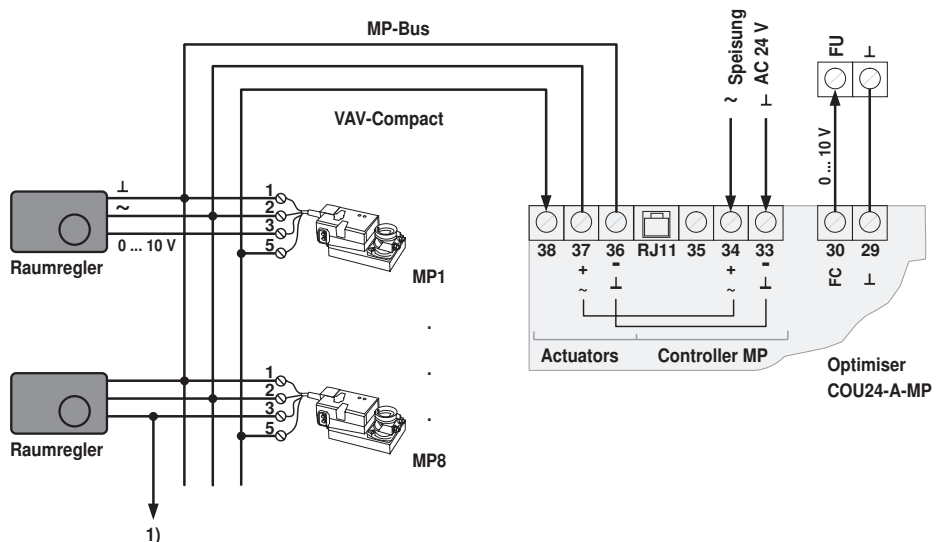 MP-Bus
VAV-Compact
~ Speisung
⊥ AC 24 V
FU ⊥
0 ... 10 V
⊥
~
0 ... 10 V
Raumregler
1
2
3
5
MP1
.
.
.
Raumregler
1
2
3
5
MP8
1)
38 37 36 RJ11 35 34 33 30 29
+ - + - FC ⊥
~ ⊥ ~ ⊥
Actuators Controller MP
Optimiser
COU24-A-MP